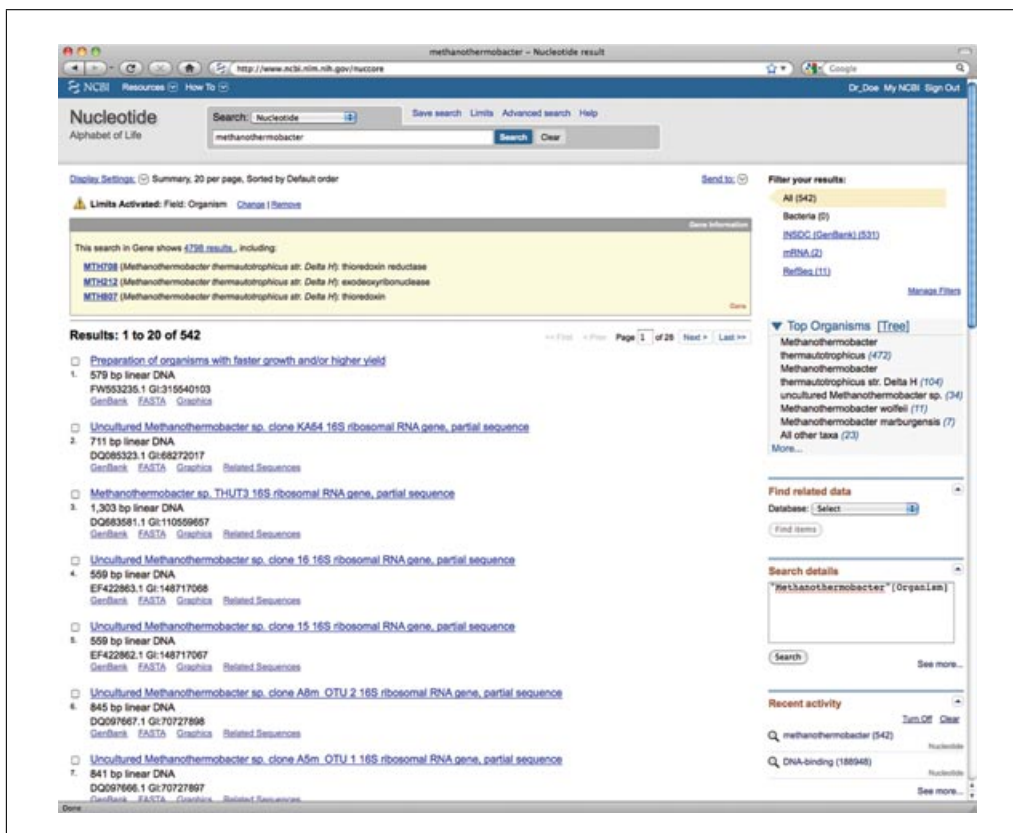 methanothermobacter – Nucleotide result
http://www.ncbi.nlm.nih.gov/nuccore
Google
NCBI Resources How To
Dr_Doe My NCBI Sign Out
Nucleotide
Alphabet of Life
Search: Nucleotide
Save search Limits Advanced search Help
methanothermobacter
Search Clear
Display Settings: Summary, 20 per page, Sorted by Default order
Send to:
Limits Activated: Field: Organism Change | Remove
Gene Information
This search in Gene shows 4798 results, including:
MTH708 (Methanothermobacter thermautotrophicus str. Delta H): thioredoxin reductase
MTH212 (Methanothermobacter thermautotrophicus str. Delta H): exodeoxyribonuclease
MTH807 (Methanothermobacter thermautotrophicus str. Delta H): thioredoxin
Gene
Results: 1 to 20 of 542
<< First < Prev Page 1 of 28 Next > Last >>
Preparation of organisms with faster growth and/or higher yield
1. 579 bp linear DNA
FW553235.1 GI:315540103
GenBank FASTA Graphics
Uncultured Methanothermobacter sp. clone KA64 16S ribosomal RNA gene, partial sequence
2. 711 bp linear DNA
DQ085323.1 GI:68272017
GenBank FASTA Graphics Related Sequences
Methanothermobacter sp. THUT3 16S ribosomal RNA gene, partial sequence
3. 1,303 bp linear DNA
DQ683581.1 GI:110559657
GenBank FASTA Graphics Related Sequences
Uncultured Methanothermobacter sp. clone 16 16S ribosomal RNA gene, partial sequence
4. 559 bp linear DNA
EF422863.1 GI:148717068
GenBank FASTA Graphics Related Sequences
Uncultured Methanothermobacter sp. clone 15 16S ribosomal RNA gene, partial sequence
5. 559 bp linear DNA
EF422862.1 GI:148717067
GenBank FASTA Graphics Related Sequences
Uncultured Methanothermobacter sp. clone A8m OTU 2 16S ribosomal RNA gene, partial sequence
6. 845 bp linear DNA
DQ097667.1 GI:70727898
GenBank FASTA Graphics Related Sequences
Uncultured Methanothermobacter sp. clone A5m OTU 1 16S ribosomal RNA gene, partial sequence
7. 841 bp linear DNA
DQ097666.1 GI:70727897
GenBank FASTA Graphics Related Sequences
Filter your results:
All (542)
Bacteria (0)
INSDC (GenBank) (531)
mRNA (2)
RefSeq (11)
Manage Filters
Top Organisms [Tree]
Methanothermobacter
thermautotrophicus (472)
Methanothermobacter
thermautotrophicus str. Delta H (104)
uncultured Methanothermobacter sp. (34)
Methanothermobacter wolfeii (11)
Methanothermobacter marburgensis (7)
All other taxa (23)
More...
Find related data
Database: Select
Find items
Search details
"Methanothermobacter"[Organism]
Search
See more...
Recent activity
Turn Off Clear
methanothermobacter (542)
Nucleotide
DNA-binding (188948)
Nucleotide
See more...
Done